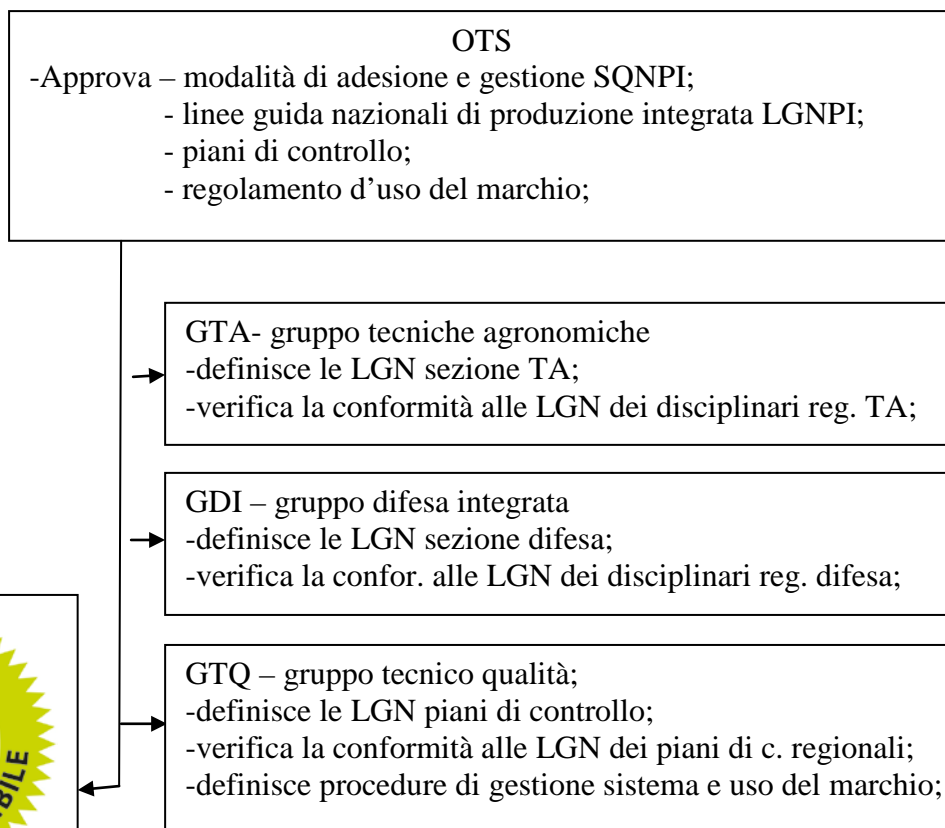 OTS
-Approva – modalità di adesione e gestione SQNPI;
- linee guida nazionali di produzione integrata LGNPI;
- piani di controllo;
- regolamento d'uso del marchio;
GTA- gruppo tecniche agronomiche
-definisce le LGN sezione TA;
-verifica la conformità alle LGN dei disciplinari reg. TA;
GDI – gruppo difesa integrata
-definisce le LGN sezione difesa;
-verifica la confor. alle LGN dei disciplinari reg. difesa;
GTQ – gruppo tecnico qualità;
-definisce le LGN piani di controllo;
-verifica la conformità alle LGN dei piani di c. regionali;
-definisce procedure di gestione sistema e uso del marchio;